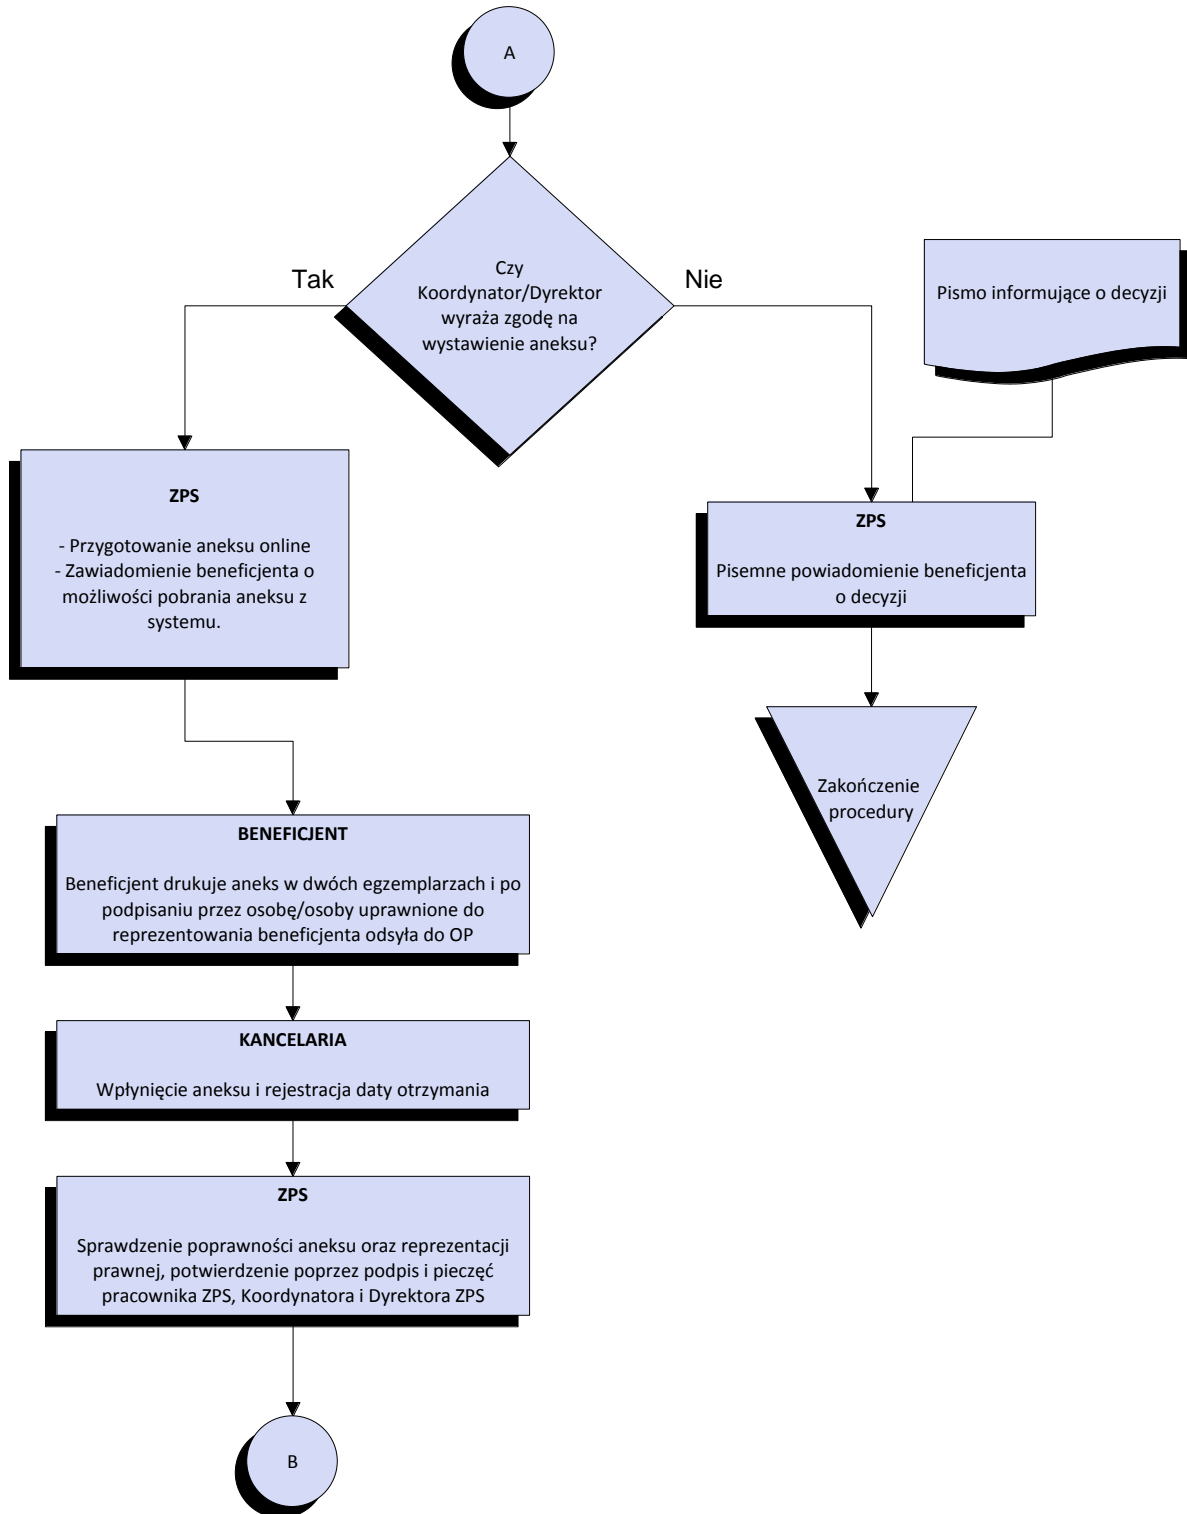 A
Czy
Koordynator/Dyrektor
wyraża zgodę na
wystawienie aneksu?
Tak
Nie
Pismo informujące o decyzji
ZPS
- Przygotowanie aneksu online
- Zawiadomienie beneficjenta o
możliwości pobrania aneksu z
systemu.
ZPS
Pisemne powiadomienie beneficjenta
o decyzji
Zakończenie
procedury
BENEFICJENT
Beneficjent drukuje aneks w dwóch egzemplarzach i po
podpisaniu przez osobę/osoby uprawnione do
reprezentowania beneficjenta odsyła do OP
KANCELARIA
Wpłynięcie aneksu i rejestracja daty otrzymania
ZPS
Sprawdzenie poprawności aneksu oraz reprezentacji
prawnej, potwierdzenie poprzez podpis i pieczęć
pracownika ZPS, Koordynatora i Dyrektora ZPS
B